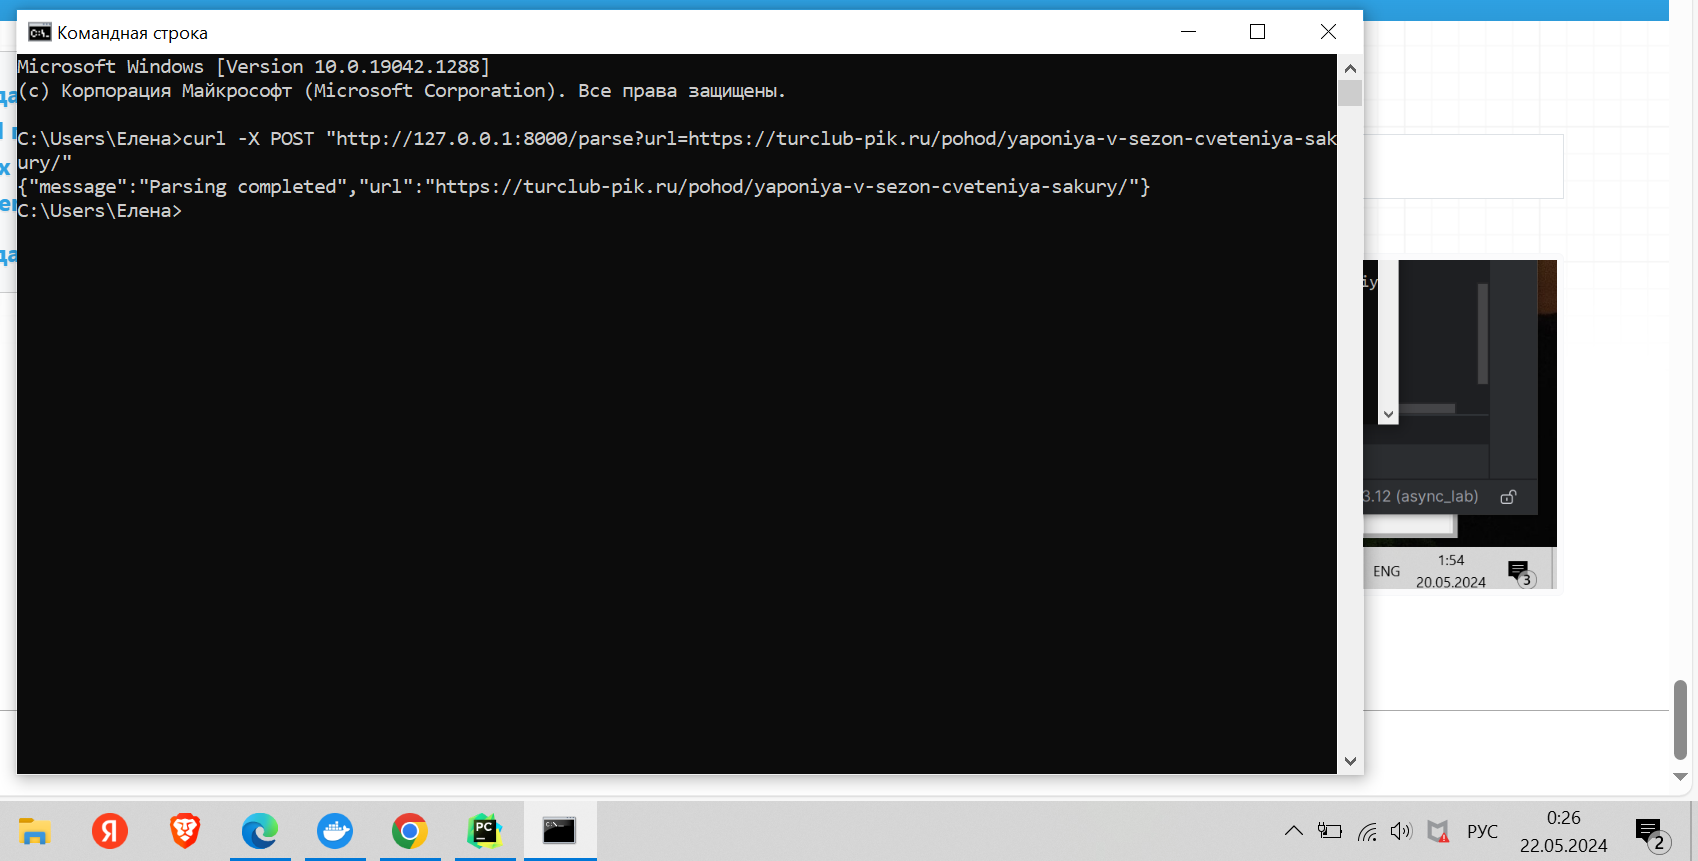 Командная строка
Microsoft Windows [Version 10.0.19042.1288]
(c) Корпорация Майкрософт (Microsoft Corporation). Все права защищены.
C:\Users\Елена>curl -X POST "http://127.0.0.1:8000/parse?url=https://turclub-pik.ru/pohod/yaponiya-v-sezon-cveteniya-sak
ury/"
{"message":"Parsing completed","url":"https://turclub-pik.ru/pohod/yaponiya-v-sezon-cveteniya-sakury/"}
C:\Users\Елена>
3.12 (async_lab)
ENG
1:54
20.05.2024
3
Я
PC
РУС
0:26
22.05.2024
2